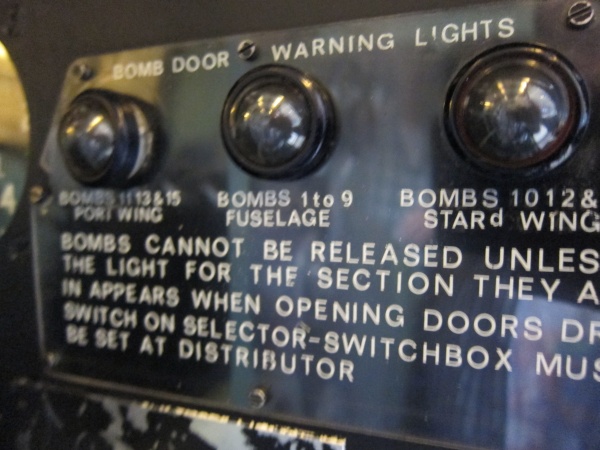 BOMB DOOR WARNING LIGHTS
BOMBS 11 13 & 15 BOMBS 1 to 9 BOMBS 10 12 &
PORT WING FUSELAGE STARd WING
BOMBS CANNOT BE RELEASED UNLES
THE LIGHT FOR THE SECTION THEY A
IN APPEARS WHEN OPENING DOORS DR
SWITCH ON SELECTOR-SWITCHBOX MUS
BE SET AT DISTRIBUTOR